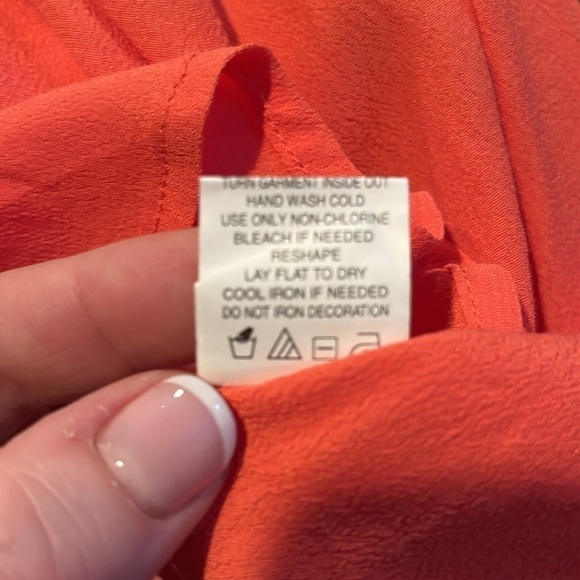 TURN GARMENT INSIDE OUT
HAND WASH COLD
USE ONLY NON-CHLORINE
BLEACH IF NEEDED
RESHAPE
LAY FLAT TO DRY
COOL IRON IF NEEDED
DO NOT IRON DECORATION